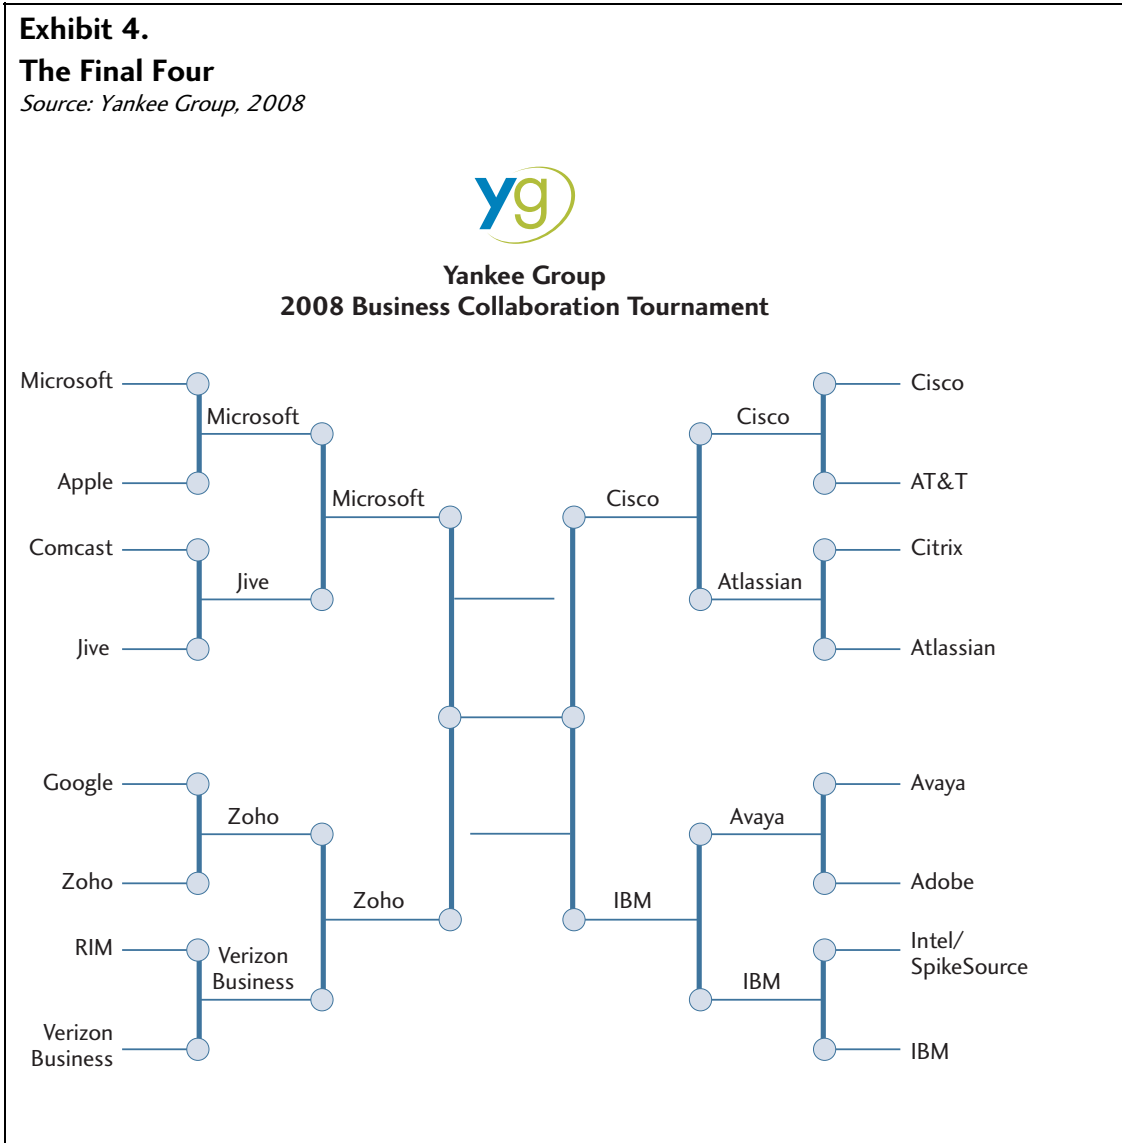 Exhibit 4.
The Final Four
Source: Yankee Group, 2008
yg
Yankee Group
2008 Business Collaboration Tournament
Microsoft
Apple
Comcast
Jive
Microsoft
Jive
Microsoft
Google
Zoho
RIM
Verizon
Business
Zoho
Verizon
Business
Zoho
Cisco
Cisco
Atlassian
Cisco
AT&T
Citrix
Atlassian
IBM
Avaya
IBM
Avaya
Adobe
Intel/
SpikeSource
IBM